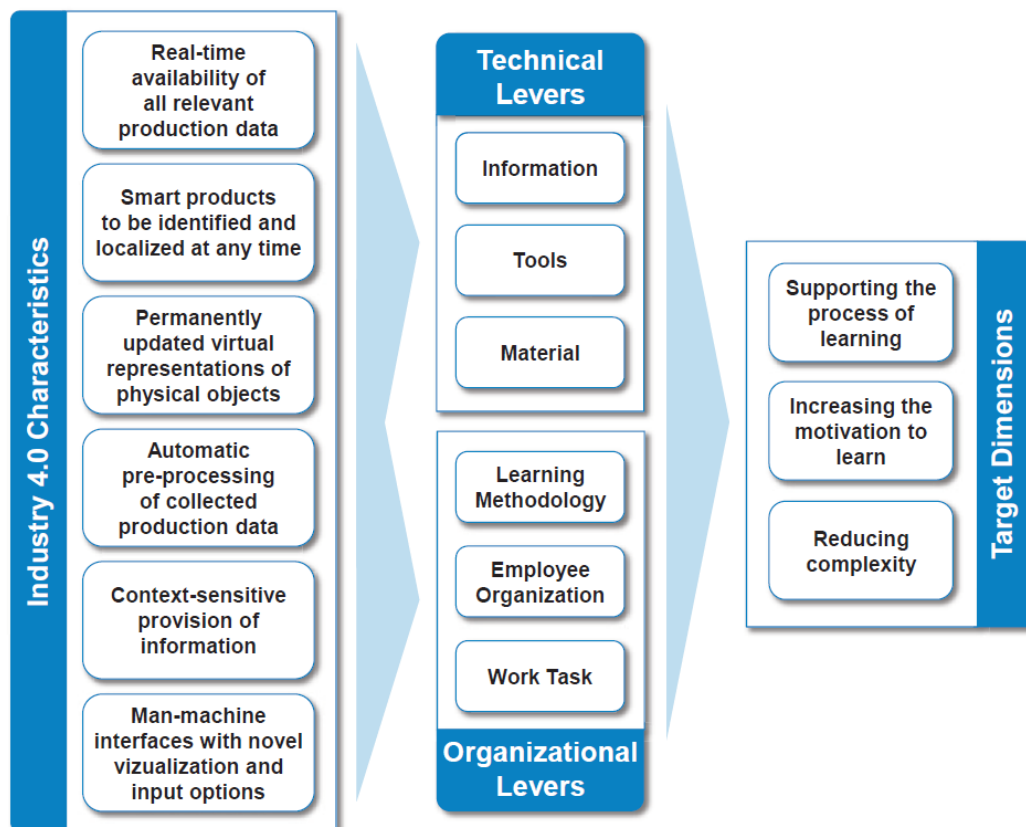 Industry 4.0 Characteristics
Real-time
availability of
all relevant
production data
Smart products
to be identified and
localized at any time
Permanently
updated virtual
representations of
physical objects
Automatic
pre-processing
of collected
production data
Context-sensitive
provision of
information
Man-machine
interfaces with novel
vizualization and
input options
Technical
Levers
Information
Tools
Material
Learning
Methodology
Employee
Organization
Work Task
Organizational
Levers
Supporting the
process of
learning
Increasing the
motivation to
learn
Reducing
complexity
Target Dimensions